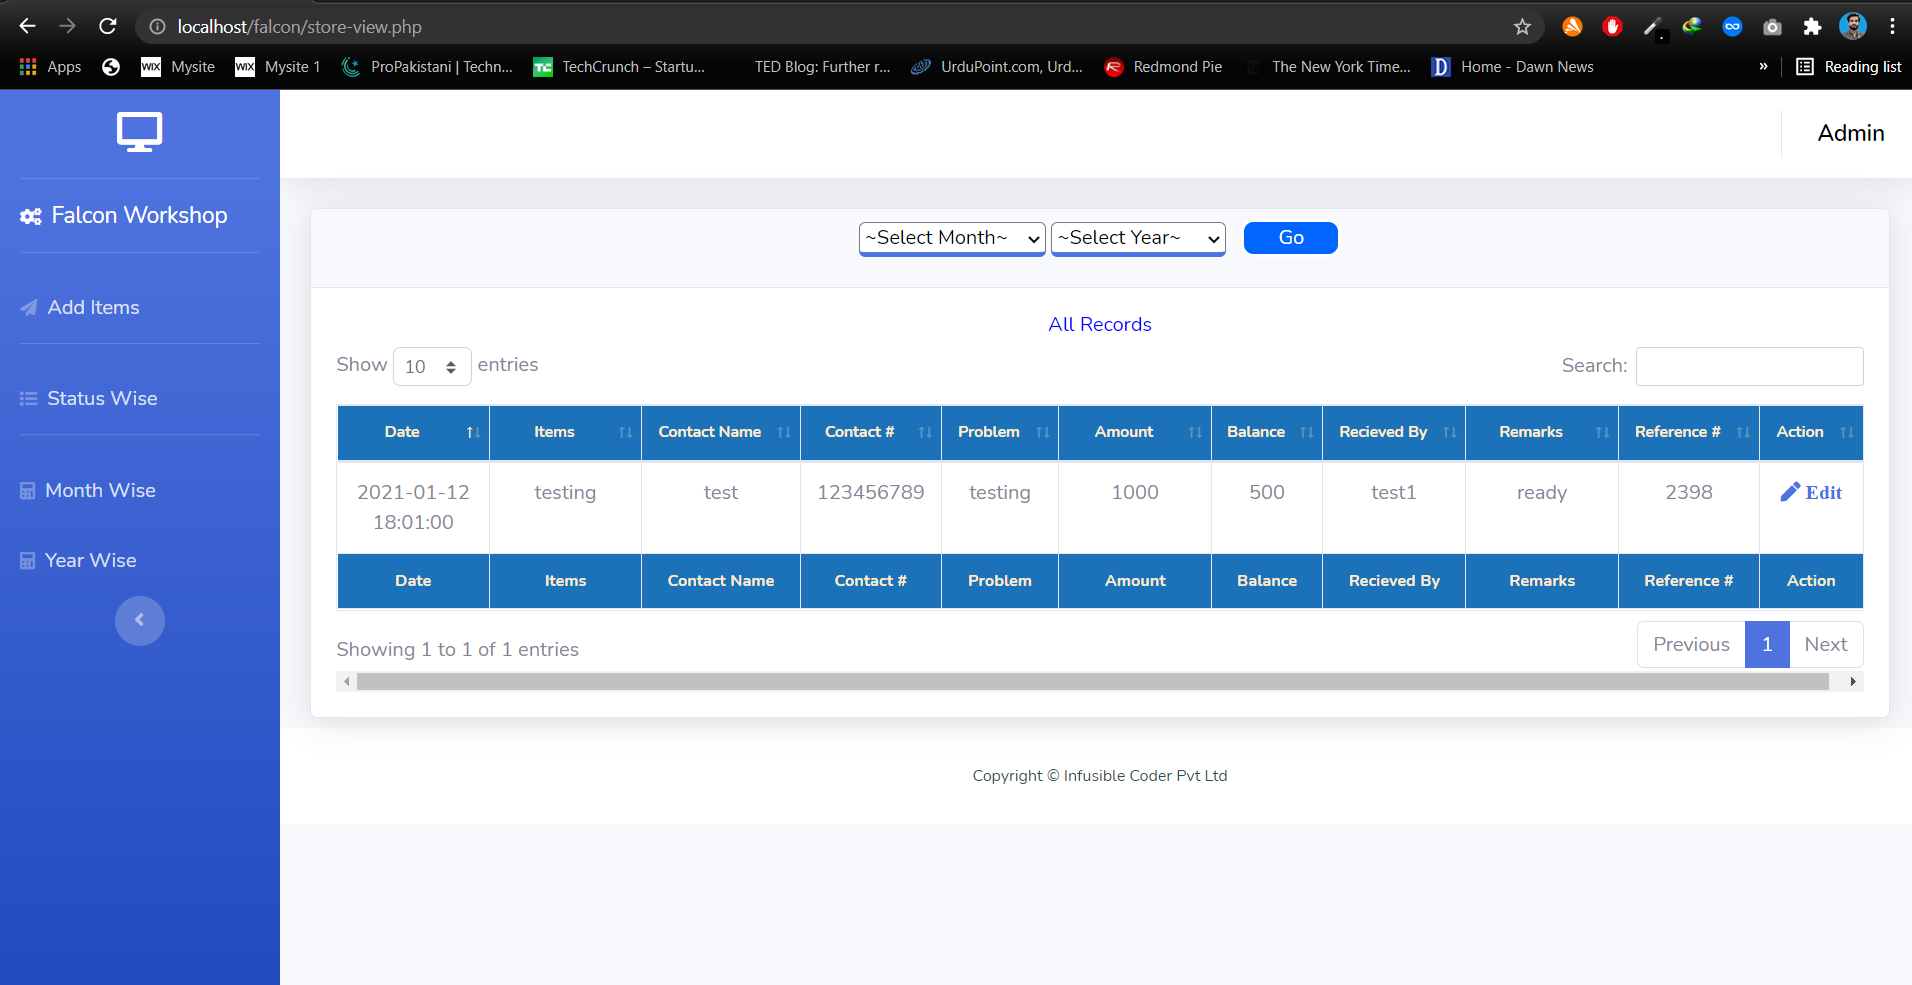 localhost/falcon/store-view.php
Apps WiX Mysite WiX Mysite 1 ProPakistani | Techn... TC TechCrunch – Startu... TED Blog: Further r... UrduPoint.com, Urd... Redmond Pie The New York Time... D Home - Dawn News » Reading list
Admin
Falcon Workshop
Add Items
Status Wise
Month Wise
Year Wise
~Select Month~ ~Select Year~ Go
All Records
Show 10 entries Search:
Date Items Contact Name Contact # Problem Amount Balance Recieved By Remarks Reference # Action
2021-01-12 testing test 123456789 testing 1000 500 test1 ready 2398 Edit
18:01:00
Date Items Contact Name Contact # Problem Amount Balance Recieved By Remarks Reference # Action
Showing 1 to 1 of 1 entries Previous 1 Next
Copyright © Infusible Coder Pvt Ltd